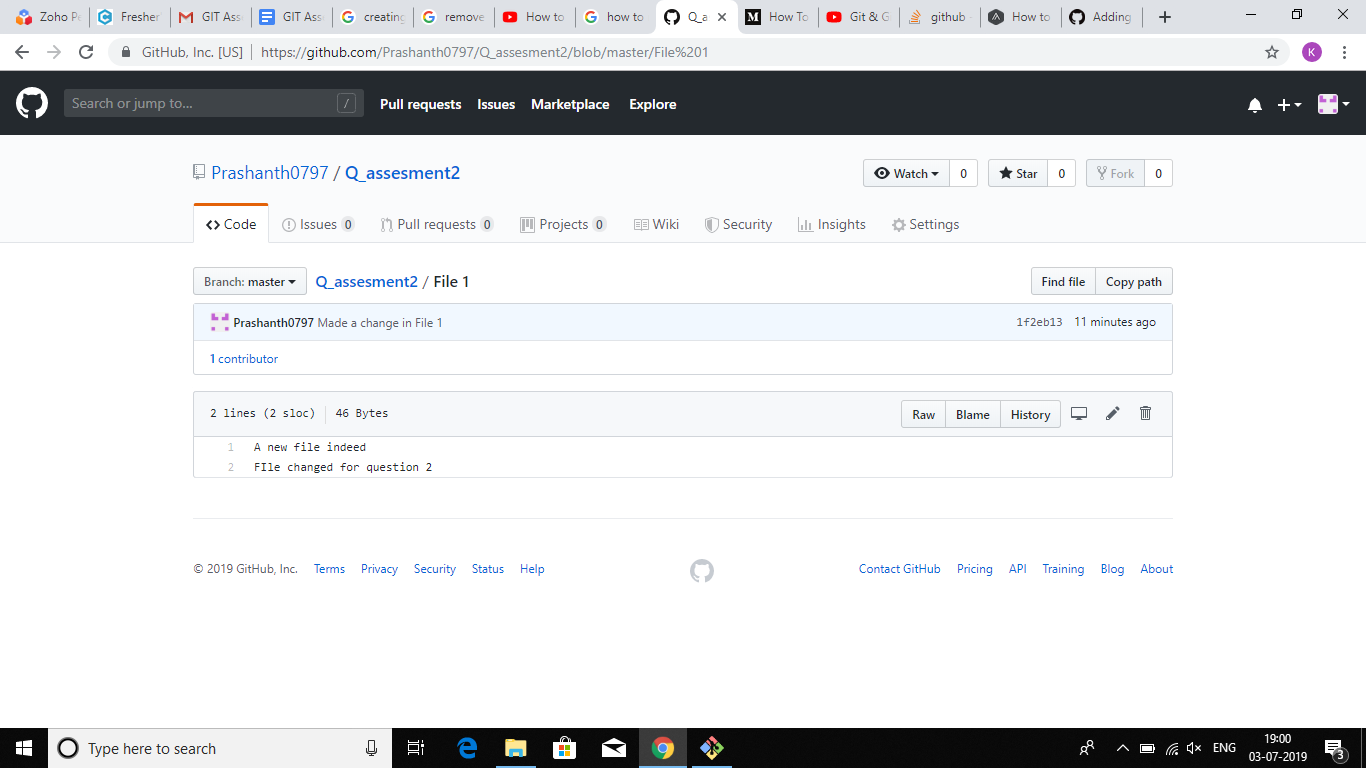 Zoho Pe Fresher GIT Ass GIT Ass creating remove How to how to Q_a How To Git & G github - How to Adding
GitHub, Inc. [US] https://github.com/Prashanth0797/Q_assesment2/blob/master/File%201 K
Search or jump to... / Pull requests Issues Marketplace Explore
Prashanth0797 / Q_assesment2 Watch 0 Star 0 Fork 0
Code Issues 0 Pull requests 0 Projects 0 Wiki Security Insights Settings
Branch: master Q_assesment2 / File 1 Find file Copy path
Prashanth0797 Made a change in File 1 1f2eb13 11 minutes ago
1 contributor
2 lines (2 sloc) 46 Bytes Raw Blame History
1 A new file indeed
2 FIle changed for question 2
© 2019 GitHub, Inc. Terms Privacy Security Status Help Contact GitHub Pricing API Training Blog About
Type here to search ENG 19:00
03-07-2019 3